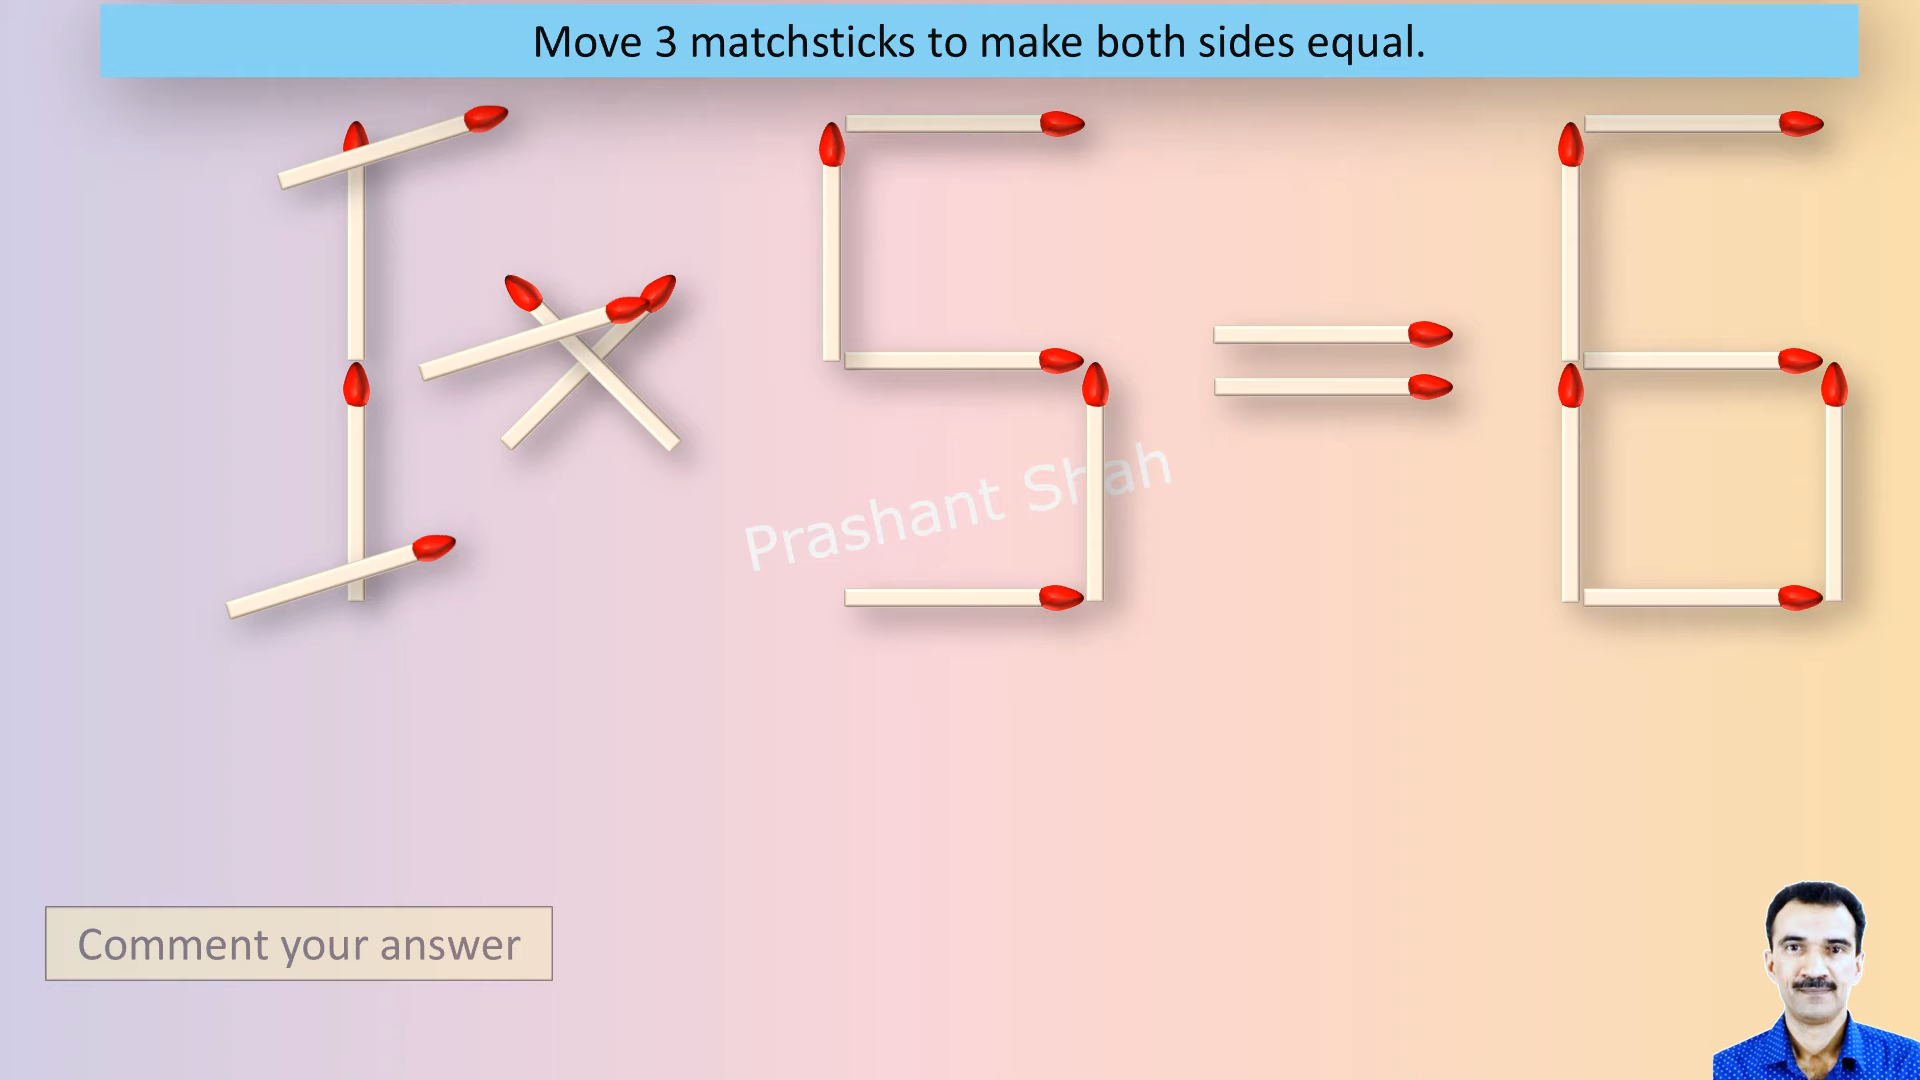 Move 3 matchsticks to make both sides equal.
Prashant Shah
Comment your answer